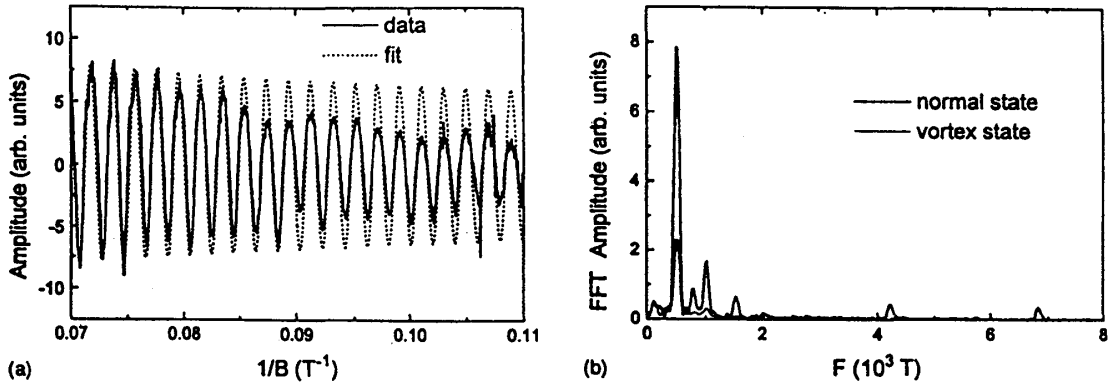 data
fit
10
5
0
-5
-10
Amplitude (arb. units)
0.07
0.08
0.09
0.10
0.11
1/B (T⁻¹)
(a)
normal state
vortex state
8
6
4
2
0
FFT Amplitude (arb. units)
0
2
4
6
8
F (10³ T)
(b)